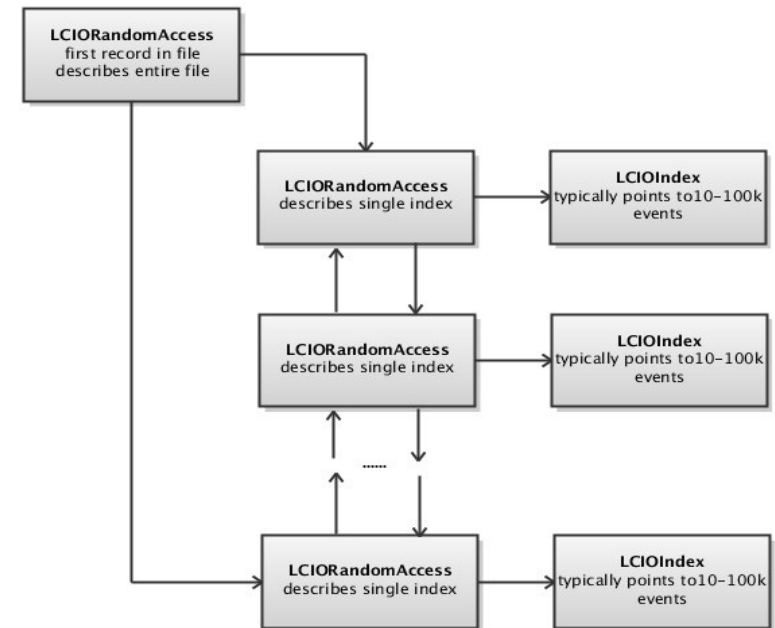 LCIORandomAccess
first record in file
describes entire file
LCIORandomAccess
describes single index
LCIOIndex
typically points to10-100k
events
LCIORandomAccess
describes single index
LCIOIndex
typically points to10-100k
events
......
LCIORandomAccess
describes single index
LCIOIndex
typically points to10-100k
events